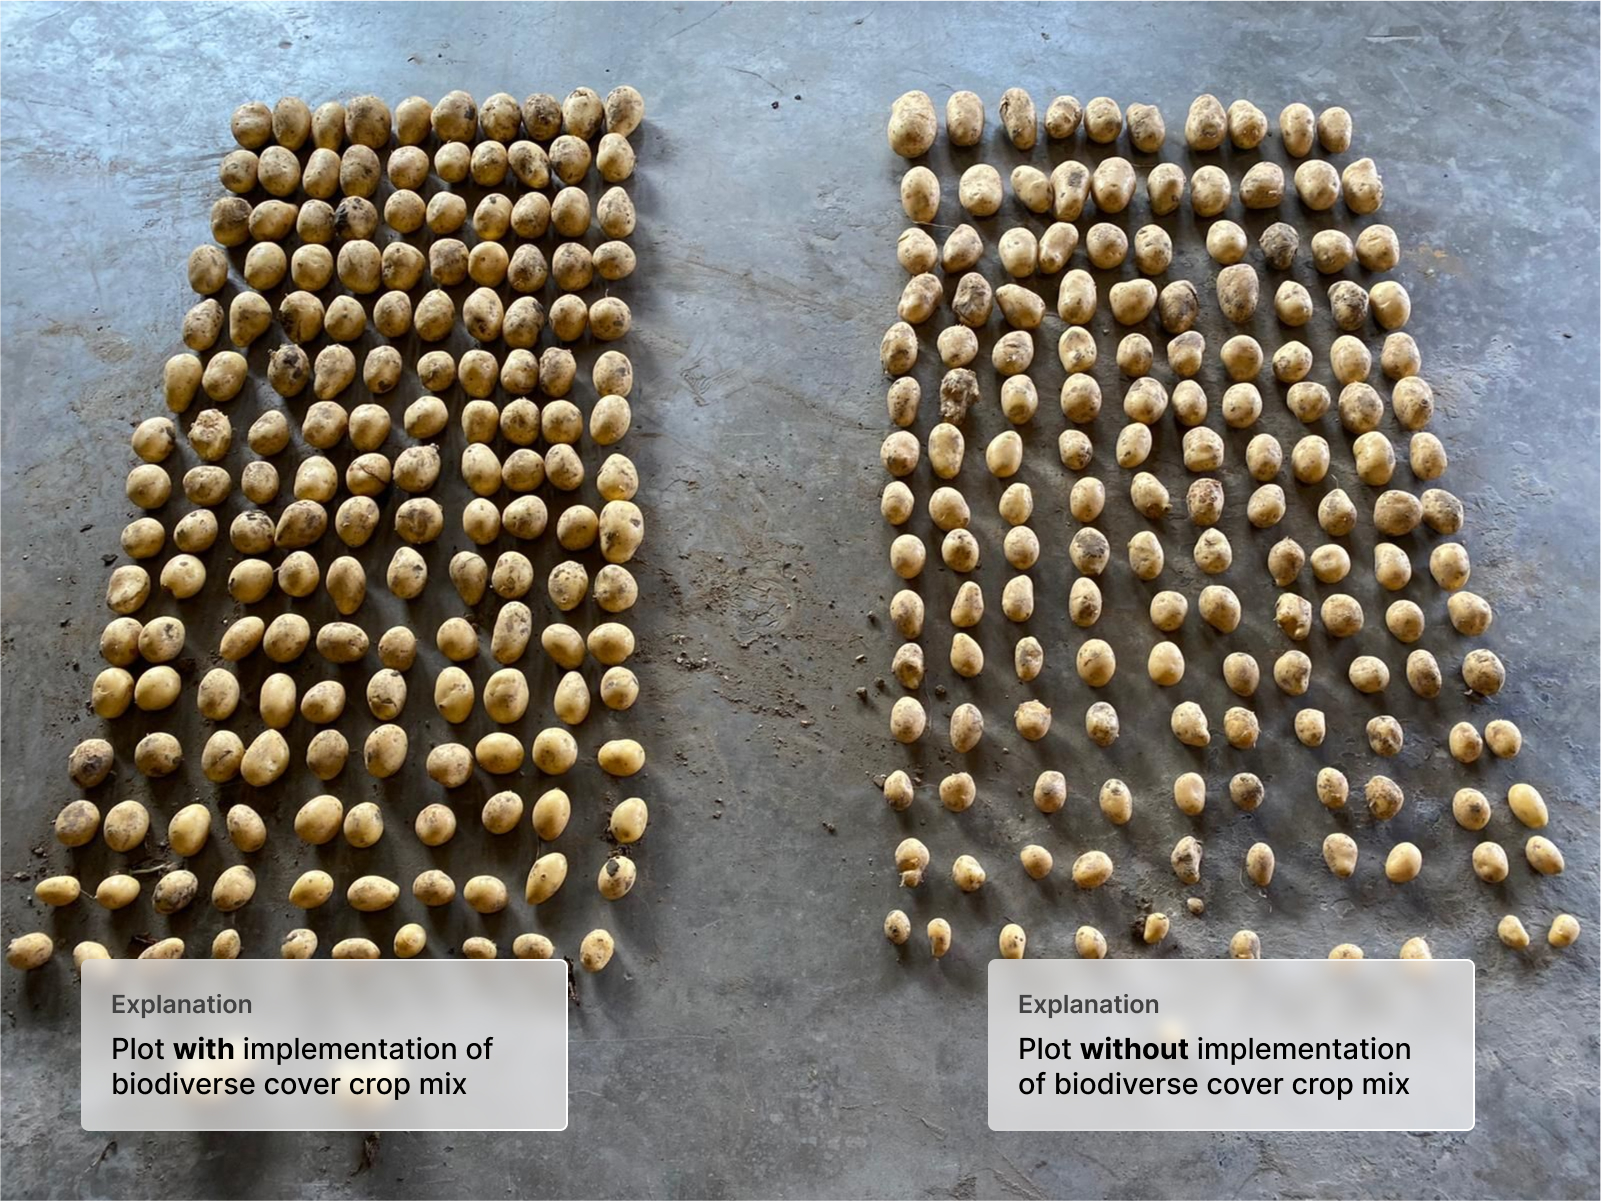 Explanation
Plot with implementation of
biodiverse cover crop mix
Explanation
Plot without implementation
of biodiverse cover crop mix